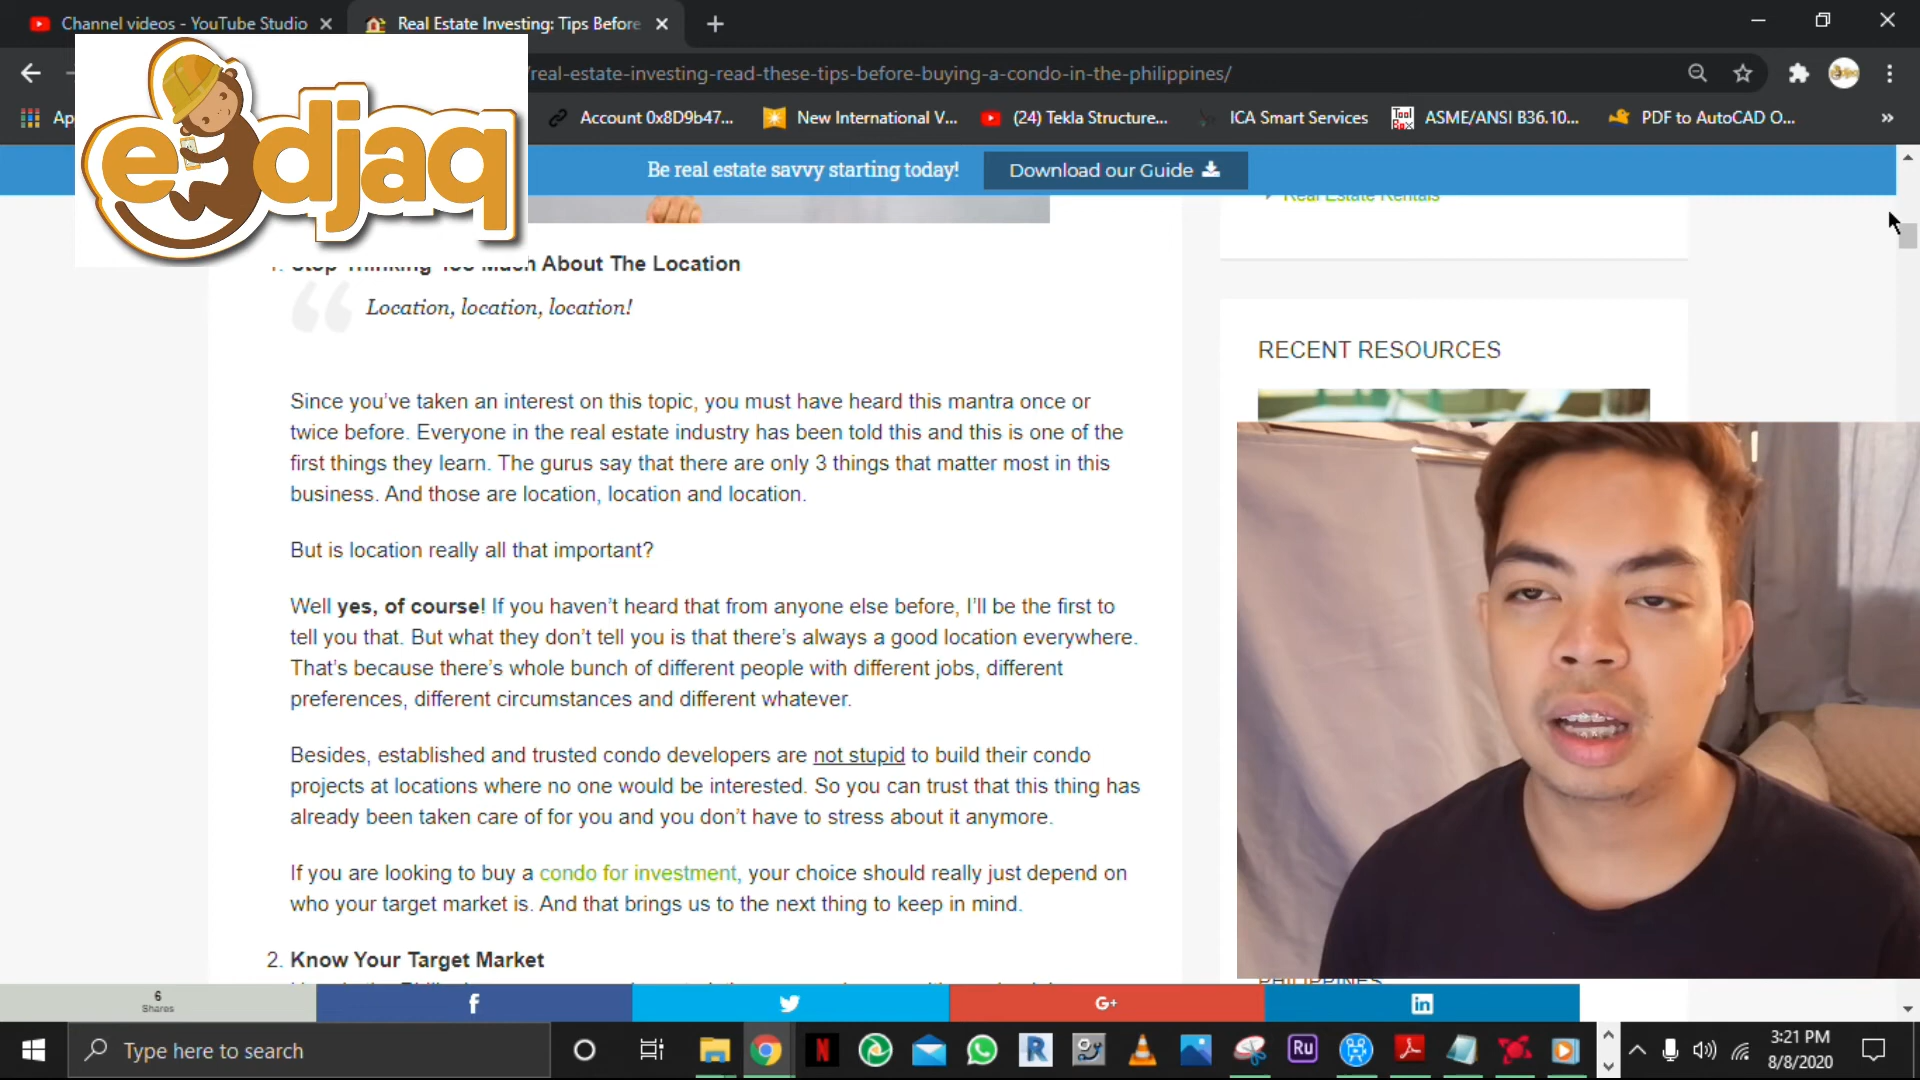 Channel videos - YouTube Studio
Real Estate Investing: Tips Before
/real-estate-investing-read-these-tips-before-buying-a-condo-in-the-philippines/
Account 0x8D9b47...
New International V...
(24) Tekla Structure...
ICA Smart Services
Tool Box
ASME/ANSI B36.10...
PDF to AutoCAD O...
»
edjaq
Be real estate savvy starting today!
Download our Guide
Real Estate Rentals
1. Stop Thinking Too Much About The Location
Location, location, location!
Since you've taken an interest on this topic, you must have heard this mantra once or
twice before. Everyone in the real estate industry has been told this and this is one of the
first things they learn. The gurus say that there are only 3 things that matter most in this
business. And those are location, location and location.
But is location really all that important?
Well yes, of course! If you haven't heard that from anyone else before, I'll be the first to
tell you that. But what they don't tell you is that there's always a good location everywhere.
That's because there's whole bunch of different people with different jobs, different
preferences, different circumstances and different whatever.
Besides, established and trusted condo developers are not stupid to build their condo
projects at locations where no one would be interested. So you can trust that this thing has
already been taken care of for you and you don't have to stress about it anymore.
If you are looking to buy a condo for investment, your choice should really just depend on
who your target market is. And that brings us to the next thing to keep in mind.
2. Know Your Target Market
RECENT RESOURCES
PHILIPPINES
6
Shares
f
G+
in
Type here to search
N
R
Ru
3:21 PM
8/8/2020